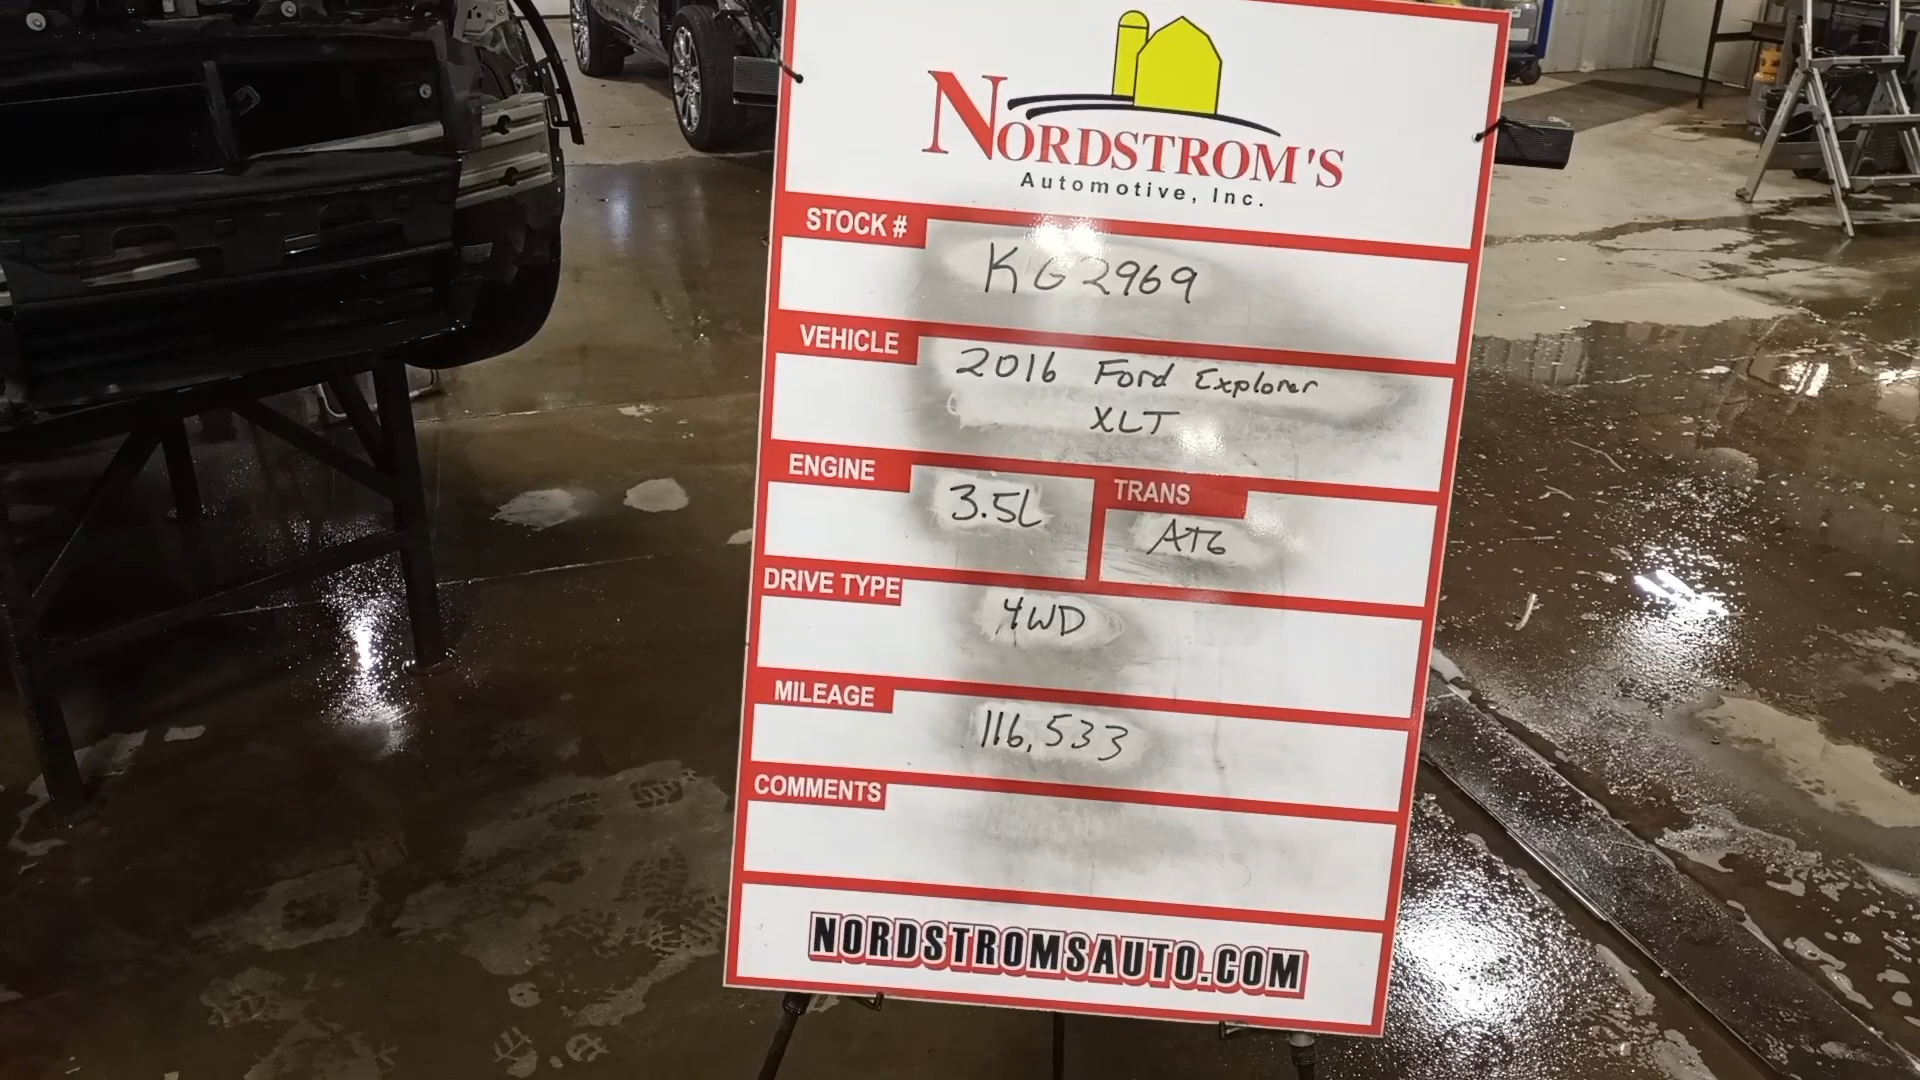 NORDSTROM'S
Automotive, Inc.
STOCK #
KG2969
VEHICLE
2016 Ford Explorer
XLT
ENGINE
3.5L
TRANS
AT6
DRIVE TYPE
4WD
MILEAGE
116,533
COMMENTS
NORDSTROMSAUTO.COM